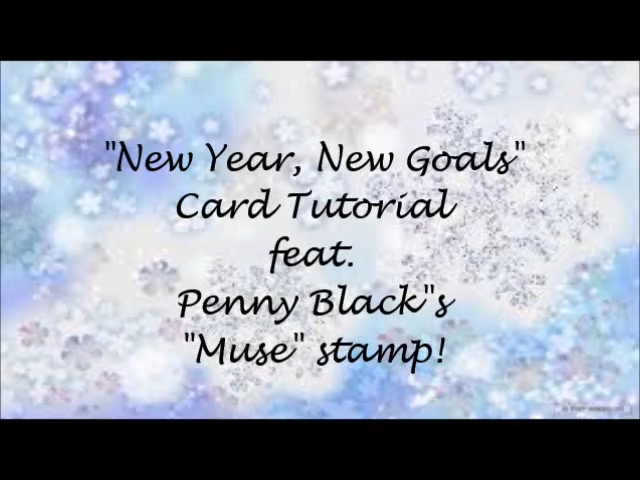 "New Year, New Goals"
Card Tutorial
feat.
Penny Black"s
"Muse" stamp!